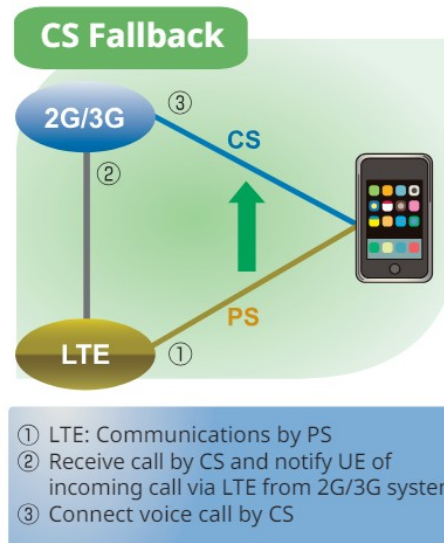 CS Fallback
2G/3G
③
CS
②
PS
LTE
①
① LTE: Communications by PS
② Receive call by CS and notify UE of
incoming call via LTE from 2G/3G system
③ Connect voice call by CS